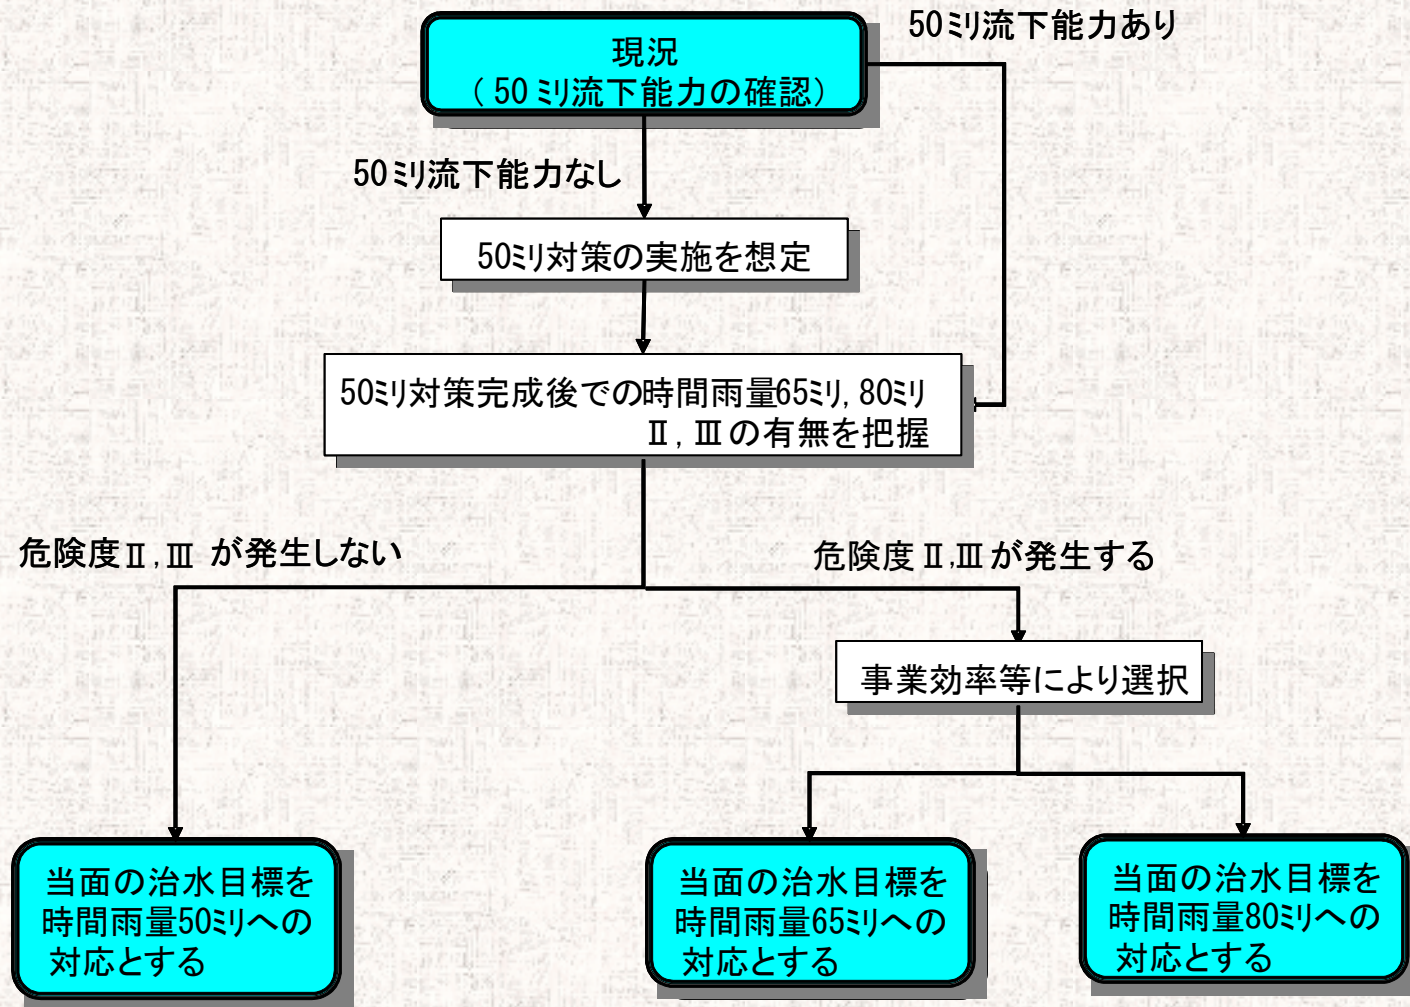 50ミリ流下能力あり
現況
（50ミリ流下能力の確認）
50ミリ流下能力なし
50ミリ対策の実施を想定
50ミリ対策完成後での時間雨量65ミリ,80ミリ
Ⅱ,Ⅲの有無を把握
危険度Ⅱ,Ⅲ が発生しない
危険度Ⅱ,Ⅲが発生する
事業効率等により選択
当面の治水目標を
時間雨量50ミリへの
対応とする
当面の治水目標を
時間雨量65ミリへの
対応とする
当面の治水目標を
時間雨量80ミリへの
対応とする